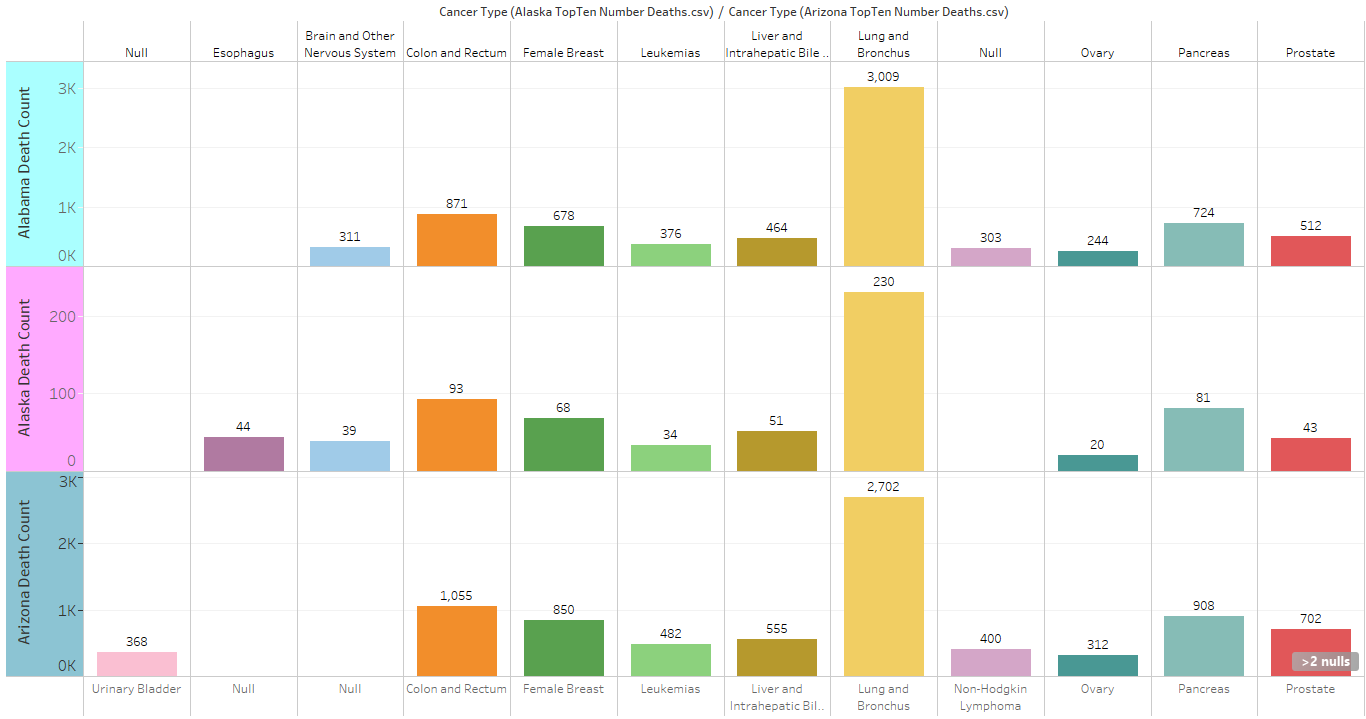 Cancer Type (Alaska TopTen Number Deaths.csv) / Cancer Type (Arizona TopTen Number Deaths.csv)
Null
Esophagus
Brain and Other
Nervous System
Colon and Rectum
Female Breast
Leukemias
Liver and
Intrahepatic Bile ..
Lung and
Bronchus
Null
Ovary
Pancreas
Prostate
Alabama Death Count
3K
2K
1K
0K
311
871
678
376
464
3,009
303
244
724
512
Alaska Death Count
200
100
0
44
39
93
68
34
51
230
20
81
43
Arizona Death Count
3K
2K
1K
0K
368
1,055
850
482
555
2,702
400
312
908
702
>2 nulls
Urinary Bladder
Null
Null
Colon and Rectum
Female Breast
Leukemias
Liver and
Intrahepatic Bil..
Lung and
Bronchus
Non-Hodgkin
Lymphoma
Ovary
Pancreas
Prostate